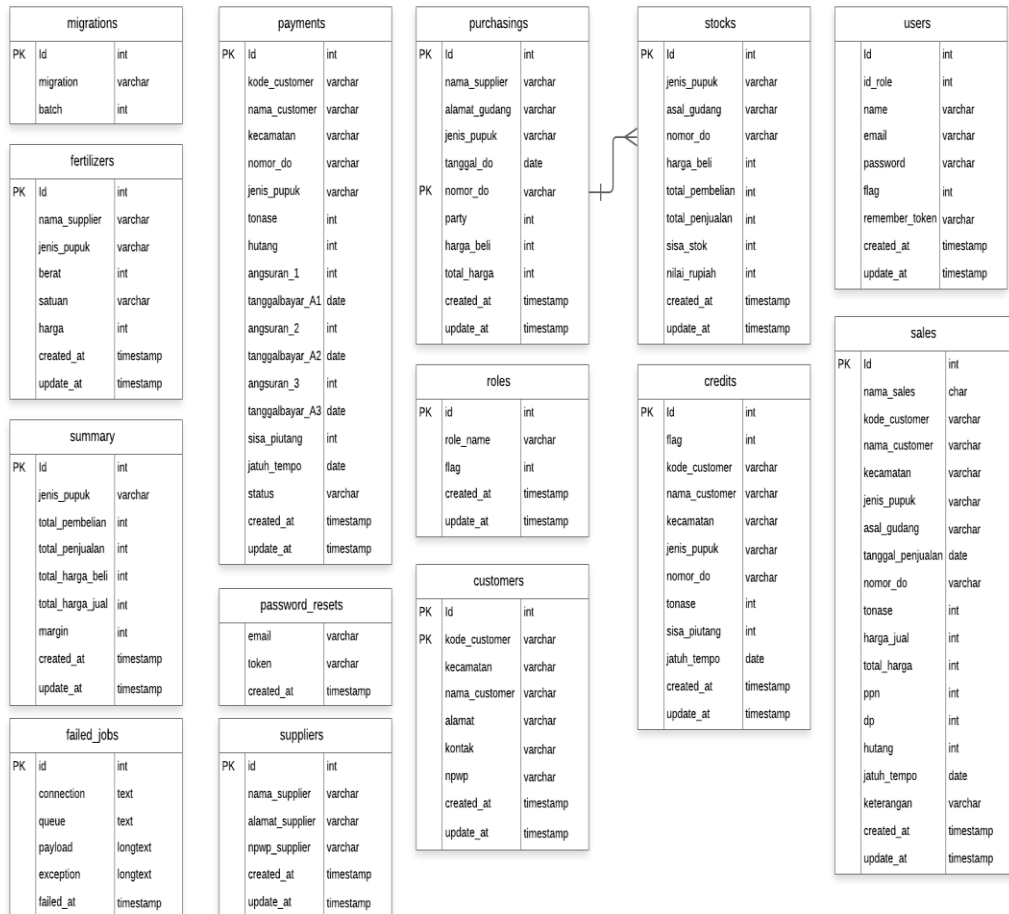 migrations
PK Id int
migration varchar
batch int
fertilizers
PK Id int
nama_supplier varchar
jenis_pupuk varchar
berat int
satuan varchar
harga int
created_at timestamp
update_at timestamp
summary
PK Id int
jenis_pupuk varchar
total_pembelian int
total_penjualan int
total_harga_beli int
total_harga_jual int
margin int
created_at timestamp
update_at timestamp
failed_jobs
PK id int
connection text
queue text
payload longtext
exception longtext
failed_at timestamp
payments
PK Id int
kode_customer varchar
nama_customer varchar
kecamatan varchar
nomor_do varchar
jenis_pupuk varchar
tonase int
hutang int
angsuran_1 int
tanggalbayar_A1 date
angsuran_2 int
tanggalbayar_A2 date
angsuran_3 int
tanggalbayar_A3 date
sisa_piutang int
jatuh_tempo date
status varchar
created_at timestamp
update_at timestamp
password_resets
email varchar
token varchar
created_at timestamp
suppliers
PK id int
nama_supplier varchar
alamat_supplier varchar
npwp_supplier varchar
created_at timestamp
update_at timestamp
purchasings
PK Id int
nama_supplier varchar
alamat_gudang varchar
jenis_pupuk varchar
tanggal_do date
PK nomor_do varchar
party int
harga_beli int
total_harga int
created_at timestamp
update_at timestamp
roles
PK id int
role_name varchar
flag int
created_at timestamp
update_at timestamp
customers
PK Id int
PK kode_customer varchar
kecamatan varchar
nama_customer varchar
alamat varchar
kontak varchar
npwp varchar
created_at timestamp
update_at timestamp
stocks
PK Id int
jenis_pupuk varchar
asal_gudang varchar
nomor_do varchar
harga_beli int
total_pembelian int
total_penjualan int
sisa_stok int
nilai_rupiah int
created_at timestamp
update_at timestamp
credits
PK Id int
flag int
kode_customer varchar
nama_customer varchar
kecamatan varchar
jenis_pupuk varchar
nomor_do varchar
tonase int
sisa_piutang int
jatuh_tempo date
created_at timestamp
update_at timestamp
users
Id int
id_role int
name varchar
email varchar
password varchar
flag int
remember_token varchar
created_at timestamp
update_at timestamp
sales
PK Id int
nama_sales char
kode_customer varchar
nama_customer varchar
kecamatan varchar
jenis_pupuk varchar
asal_gudang varchar
tanggal_penjualan date
nomor_do varchar
tonase int
harga_jual int
total_harga int
ppn int
dp int
hutang int
jatuh_tempo date
keterangan varchar
created_at timestamp
update_at timestamp